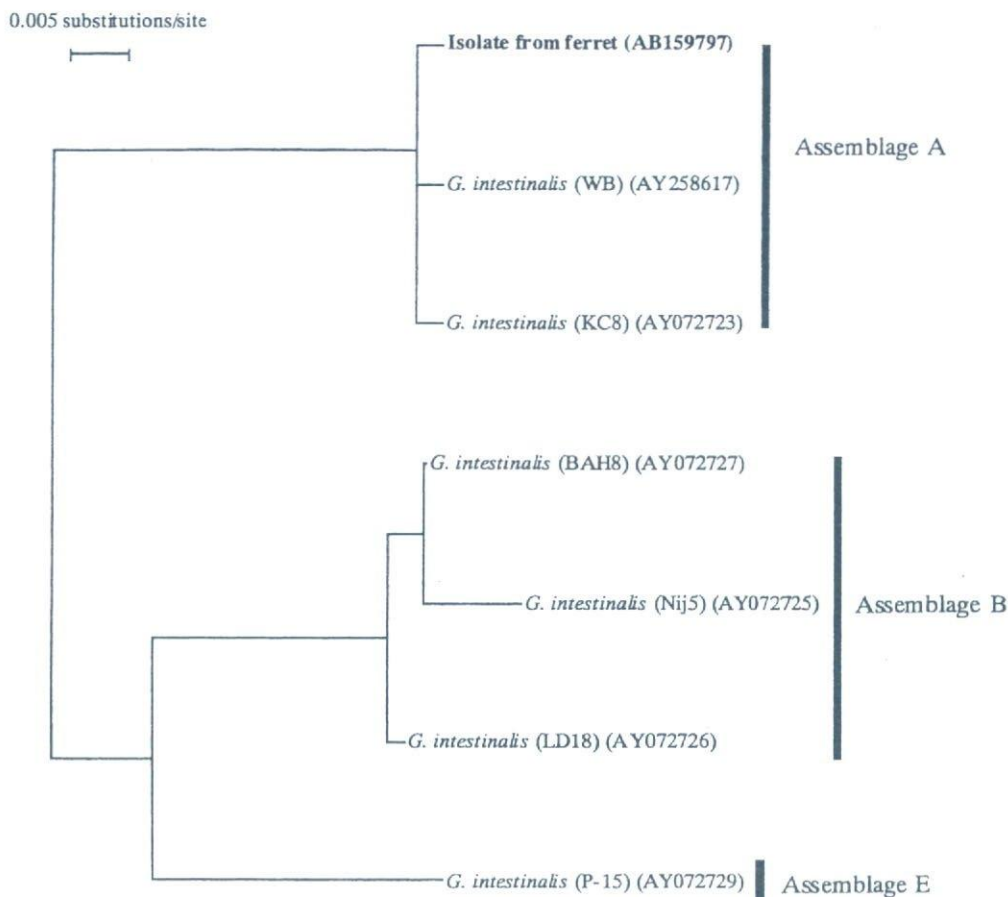 0.005 substitutions/site
Isolate from ferret (AB159797)
Assemblage A
G. intestinalis (WB) (AY258617)
G. intestinalis (KC8) (AY072723)
G. intestinalis (BAH8) (AY072727)
G. intestinalis (Nij5) (AY072725)
Assemblage B
G. intestinalis (LD18) (AY072726)
G. intestinalis (P-15) (AY072729)
Assemblage E